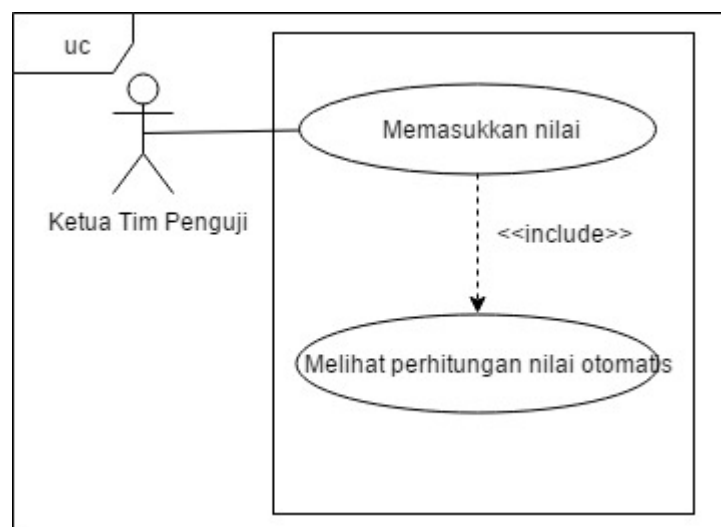 uc
Memasukkan nilai
Ketua Tim Penguji
<<include>>
Melihat perhitungan nilai otomatis